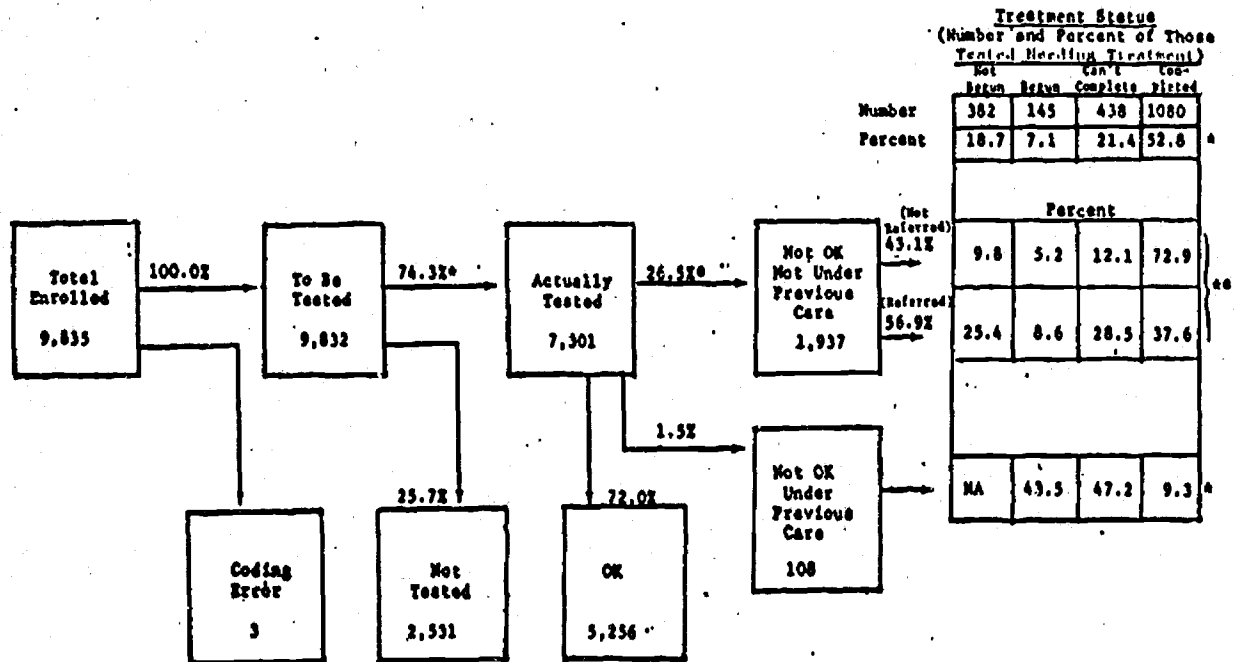 Treatment Status
(Number and Percent of Those
Tested Needing Treatment)
Not Begun Begun Can't Complete Completed
Number 382 145 438 1080
Percent 18.7 7.1 21.4 52.8 *
Percent
(Not Referred) 43.1% 9.8 5.2 12.1 72.9
(Referred) 56.9% 25.4 8.6 28.5 37.6
**
NA 43.5 47.2 9.3 *
Total
Enrolled
9,835
100.0%
To Be
Tested
9,832
74.3%*
Actually
Tested
7,301
26.5%*
Not OK
Not Under
Previous
Care
1,937
1.5%
Not OK
Under
Previous
Care
108
Coding
Error
3
25.7%
Not
Tested
2,531
72.0%
OK
5,256